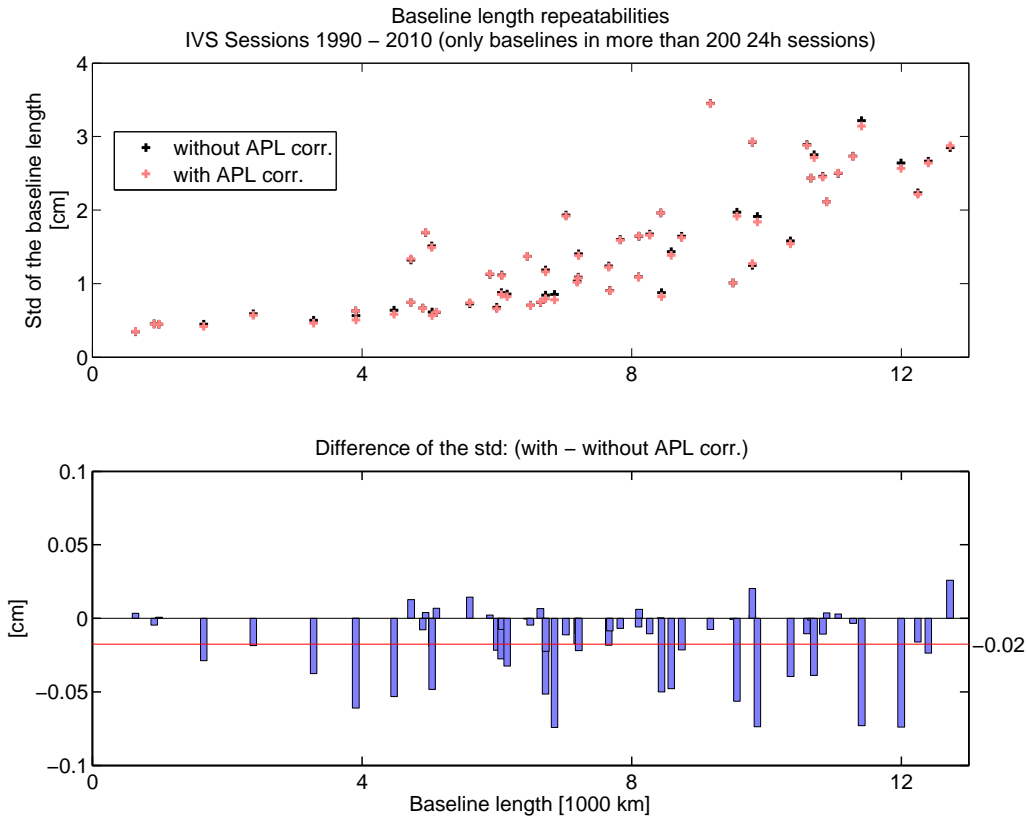 Baseline length repeatabilities
IVS Sessions 1990 – 2010 (only baselines in more than 200 24h sessions)
Std of the baseline length
[cm]
4
3
2
1
0
without APL corr.
with APL corr.
0 4 8 12
Difference of the std: (with – without APL corr.)
[cm]
0.1
0.05
0
−0.05
−0.1
−0.02
0 4 8 12
Baseline length [1000 km]